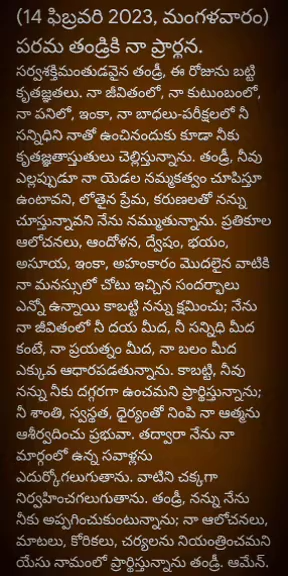 (14 ఫిబ్రవరి 2023, మంగళవారం)
పరమ తండ్రికి నా ప్రార్థన.
సర్వశక్తిమంతుడవైన తండ్రీ, ఈ రోజును బట్టి
కృతజ్ఞతలు. నా జీవితంలో, నా కుటుంబంలో,
నా పనిలో, ఇంకా, నా బాధలు-పరీక్షలలో నీ
సన్నిధిని నాతో ఉంచినందుకు కూడా నీకు
కృతజ్ఞతాస్తుతులు చెల్లిస్తున్నాను. తండ్రీ, నీవు
ఎల్లప్పుడూ నా యెడల నమ్మకత్వం చూపిస్తూ
ఉంటావని, లోతైన ప్రేమ, కరుణలతో నన్ను
చూస్తున్నావని నేను నమ్ముతున్నాను. ప్రతికూల
ఆలోచనలు, ఆందోళన, ద్వేషం, భయం,
అసూయ, ఇంకా, అహంకారం మొదలైన వాటికి
నా మనస్సులో చోటు ఇచ్చిన సందర్భాలు
ఎన్నో ఉన్నాయి కాబట్టి నన్ను క్షమించు; నేను
నా జీవితంలో నీ దయ మీద, నీ సన్నిధి మీద
కంటే, నా ప్రయత్నం మీద, నా బలం మీద
ఎక్కువ ఆధారపడతున్నాను. కాబట్టి, నీవు
నన్ను నీకు దగ్గరగా ఉంచమని ప్రార్థిస్తున్నాను;
నీ శాంతి, స్వస్థత, ధైర్యంతో నింపి నా ఆత్మను
ఆశీర్వదించు ప్రభువా. తద్వారా నేను నా
మార్గంలో ఉన్న సవాళ్లను
ఎదుర్కోగలుగుతాను. వాటిని చక్కగా
నిర్వహించగలుగుతాను. తండ్రీ, నన్ను నేను
నీకు అప్పగించుకుంటున్నాను; నా ఆలోచనలు,
మాటలు, కోరికలు, చర్యలను నియంత్రించమని
యేసు నామంలో ప్రార్థిస్తున్నాను తండ్రీ. ఆమేన్.